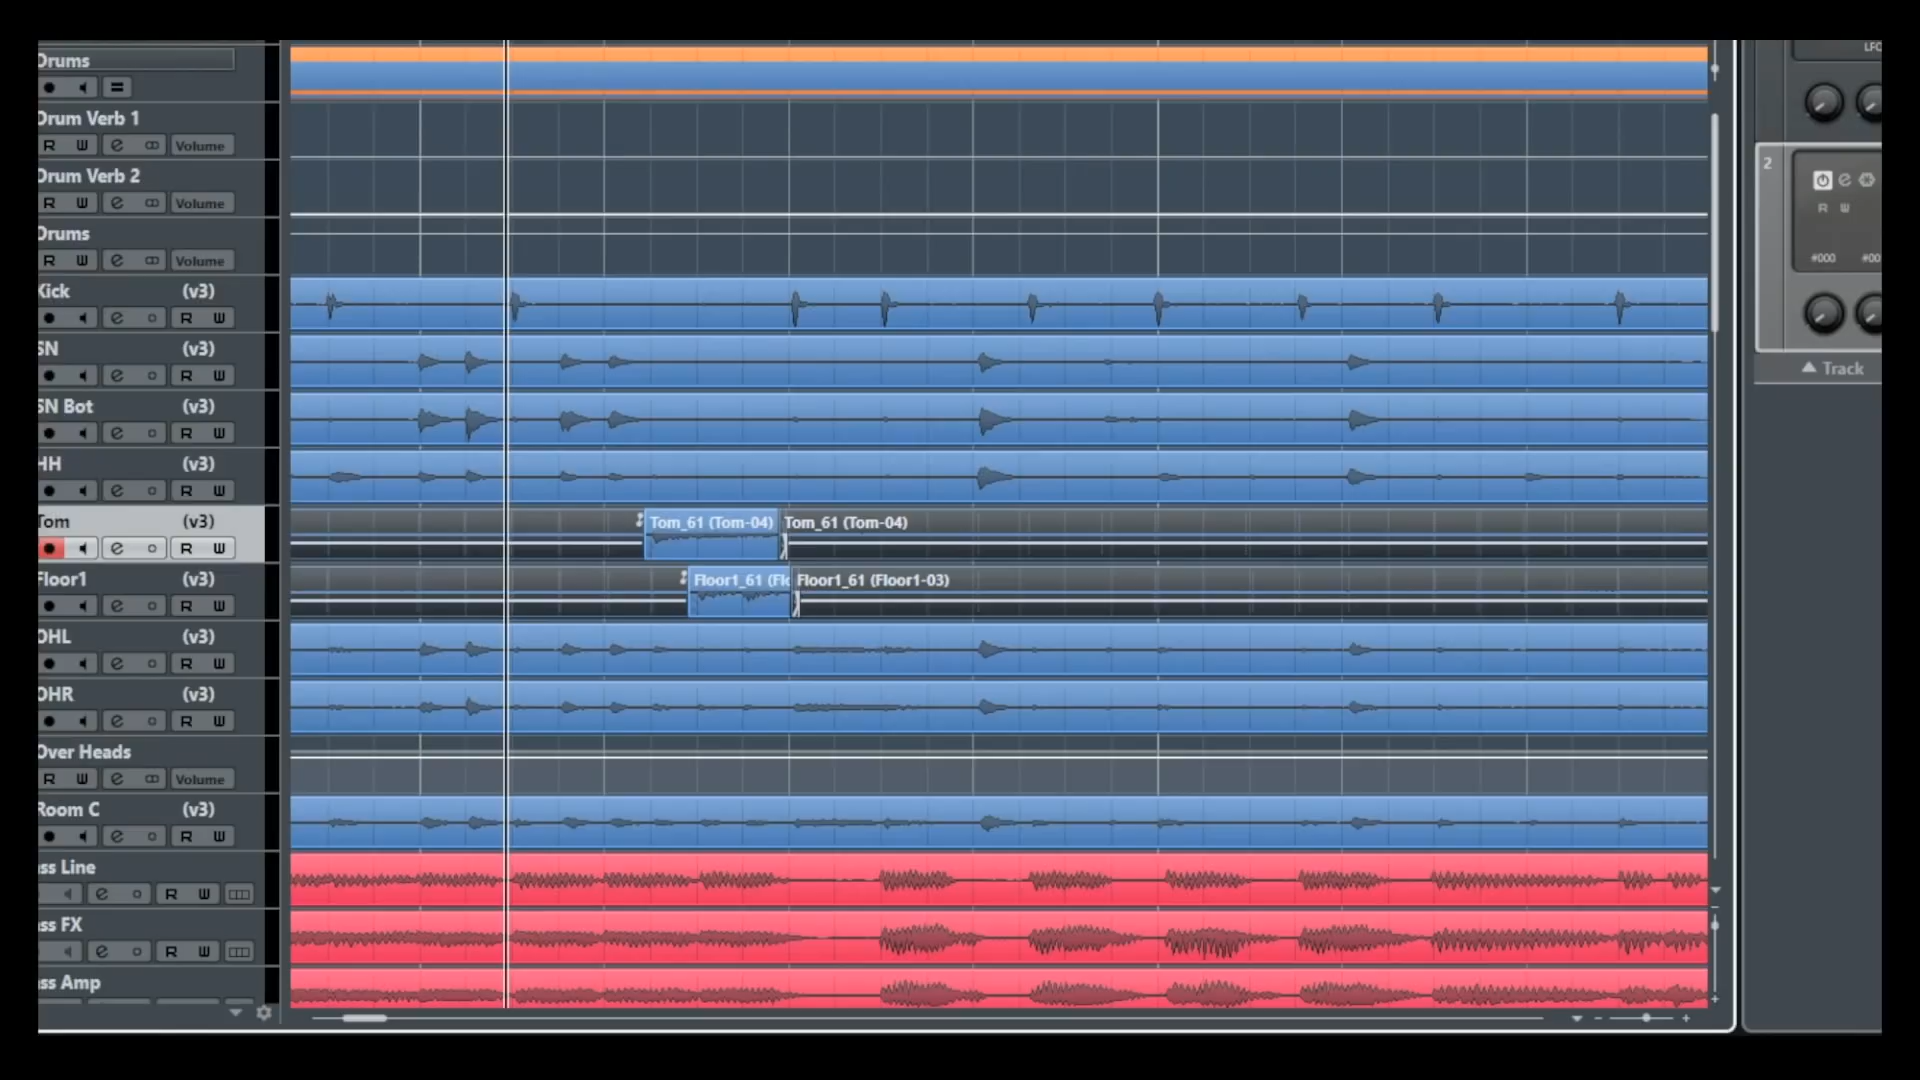 Drums
Drum Verb 1
R W e Volume
Drum Verb 2
R W e Volume
Drums
R W e Volume
Kick (v3)
e R W
SN (v3)
e R W
SN Bot (v3)
e R W
HH (v3)
e R W
Tom (v3)
e R W
Tom_61 (Tom-04) Tom_61 (Tom-04)
Floor1 (v3)
e R W
Floor1_61 (Flo Floor1_61 (Floor1-03)
OHL (v3)
e R W
OHR (v3)
e R W
Over Heads
R W e Volume
Room C (v3)
e R W
ss Line
e R W
ss FX
e R W
ss Amp
LFO
2
e
R W
#000 #00
Track